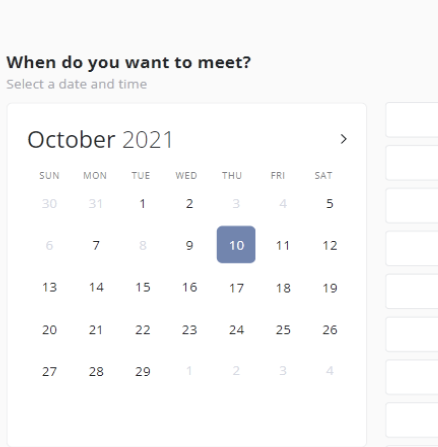 When do you want to meet?
Select a date and time
October 2021
SUN MON TUE WED THU FRI SAT
30 31 1 2 3 4 5
6 7 8 9 10 11 12
13 14 15 16 17 18 19
20 21 22 23 24 25 26
27 28 29 1 2 3 4